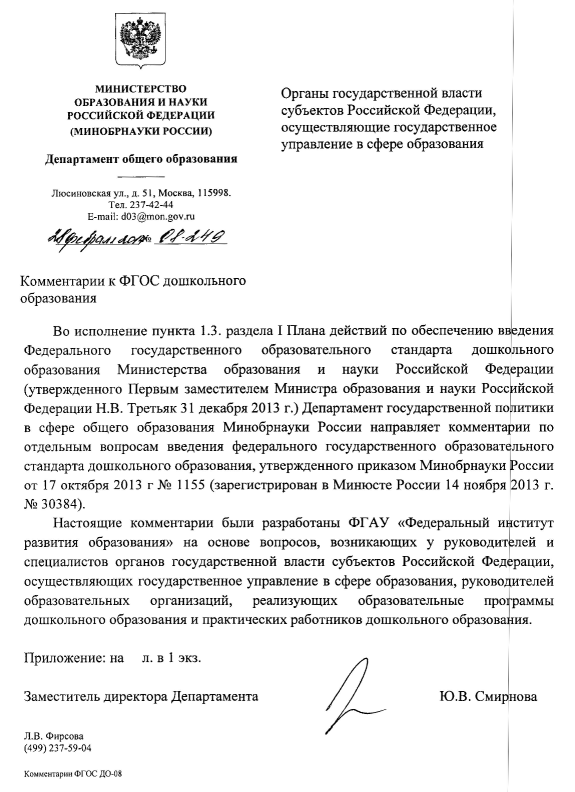 МИНИСТЕРСТВО
ОБРАЗОВАНИЯ И НАУКИ
РОССИЙСКОЙ ФЕДЕРАЦИИ
(МИНОБРНАУКИ РОССИИ)
Департамент общего образования
Люсиновская ул., д. 51, Москва, 115998.
Тел. 237-42-44
E-mail: d03@mon.gov.ru
28 февраля 2014 № 08-249
Органы государственной власти
субъектов Российской Федерации,
осуществляющие государственное
управление в сфере образования
Комментарии к ФГОС дошкольного
образования
Во исполнение пункта 1.3. раздела I Плана действий по обеспечению введения
Федерального государственного образовательного стандарта дошкольного
образования Министерства образования и науки Российской Федерации
(утвержденного Первым заместителем Министра образования и науки Российской
Федерации Н.В. Третьяк 31 декабря 2013 г.) Департамент государственной политики
в сфере общего образования Минобрнауки России направляет комментарии по
отдельным вопросам введения федерального государственного образовательного
стандарта дошкольного образования, утвержденного приказом Минобрнауки России
от 17 октября 2013 г № 1155 (зарегистрирован в Минюсте России 14 ноября 2013 г.
№ 30384).
Настоящие комментарии были разработаны ФГАУ «Федеральный институт
развития образования» на основе вопросов, возникающих у руководителей и
специалистов органов государственной власти субъектов Российской Федерации,
осуществляющих государственное управление в сфере образования, руководителей
образовательных организаций, реализующих образовательные программы
дошкольного образования и практических работников дошкольного образования.
Приложение: на л. в 1 экз.
Заместитель директора Департамента
Ю.В. Смирнова
Л.В. Фирсова
(499) 237-59-04
Комментарии ФГОС ДО-08